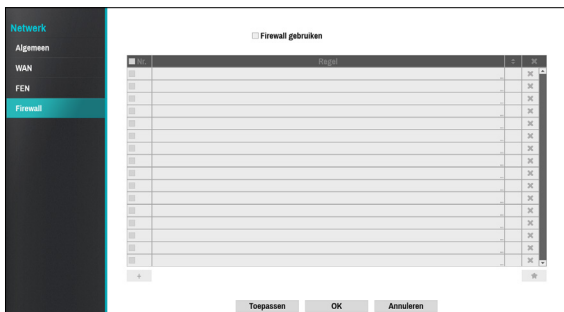 Netwerk
Algemeen
WAN
FEN
Firewall
Firewall gebruiken
Nr. Regel
Toepassen OK Annuleren